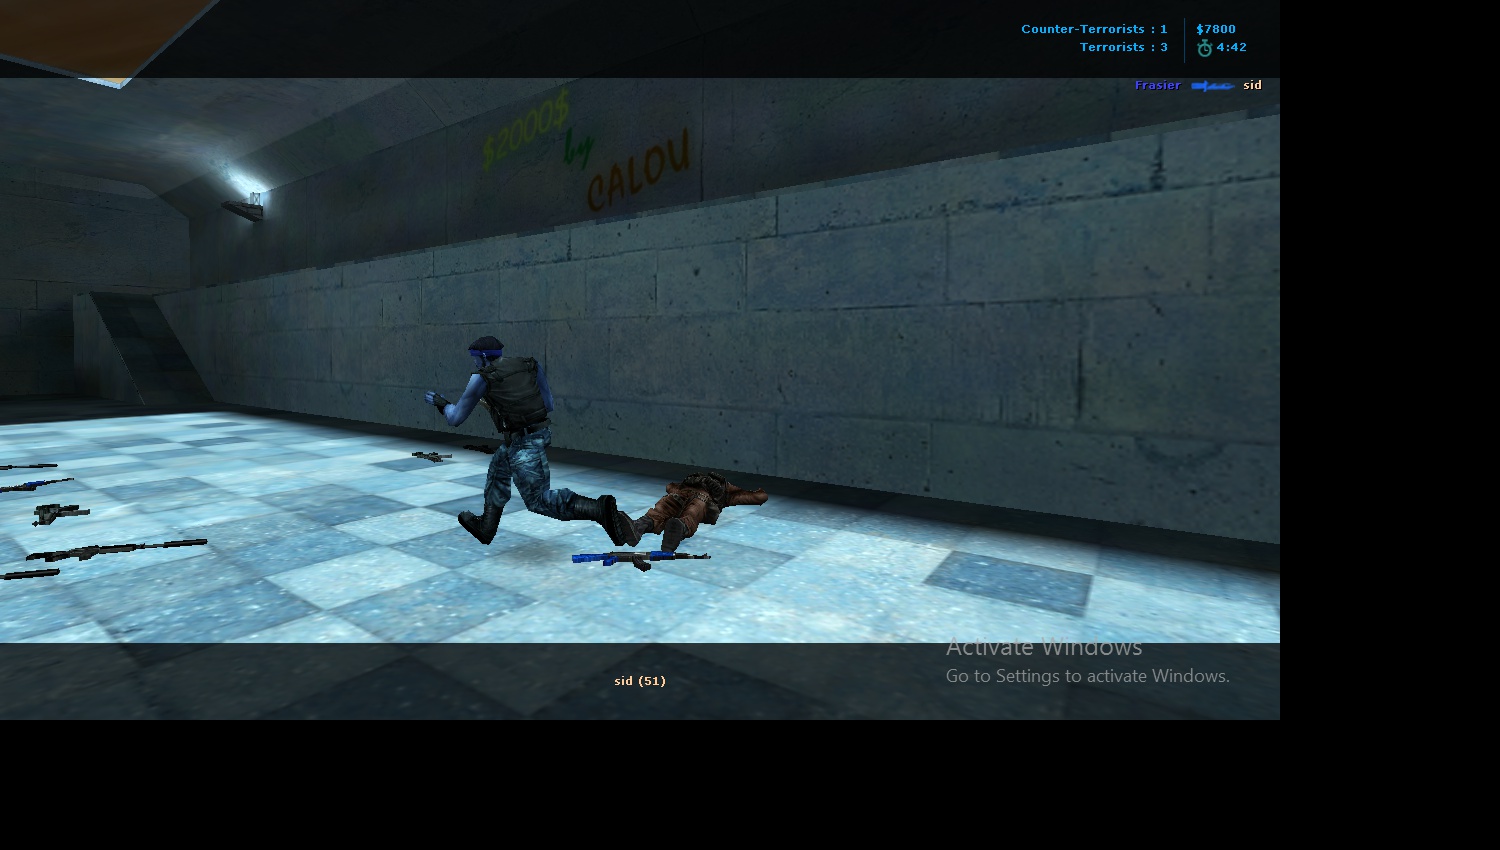 Counter-Terrorists : 1
$7800
Terrorists : 3
4:42
Frasier sid
$2000$
by
CALOU
Activate Windows
Go to Settings to activate Windows.
sid (51)